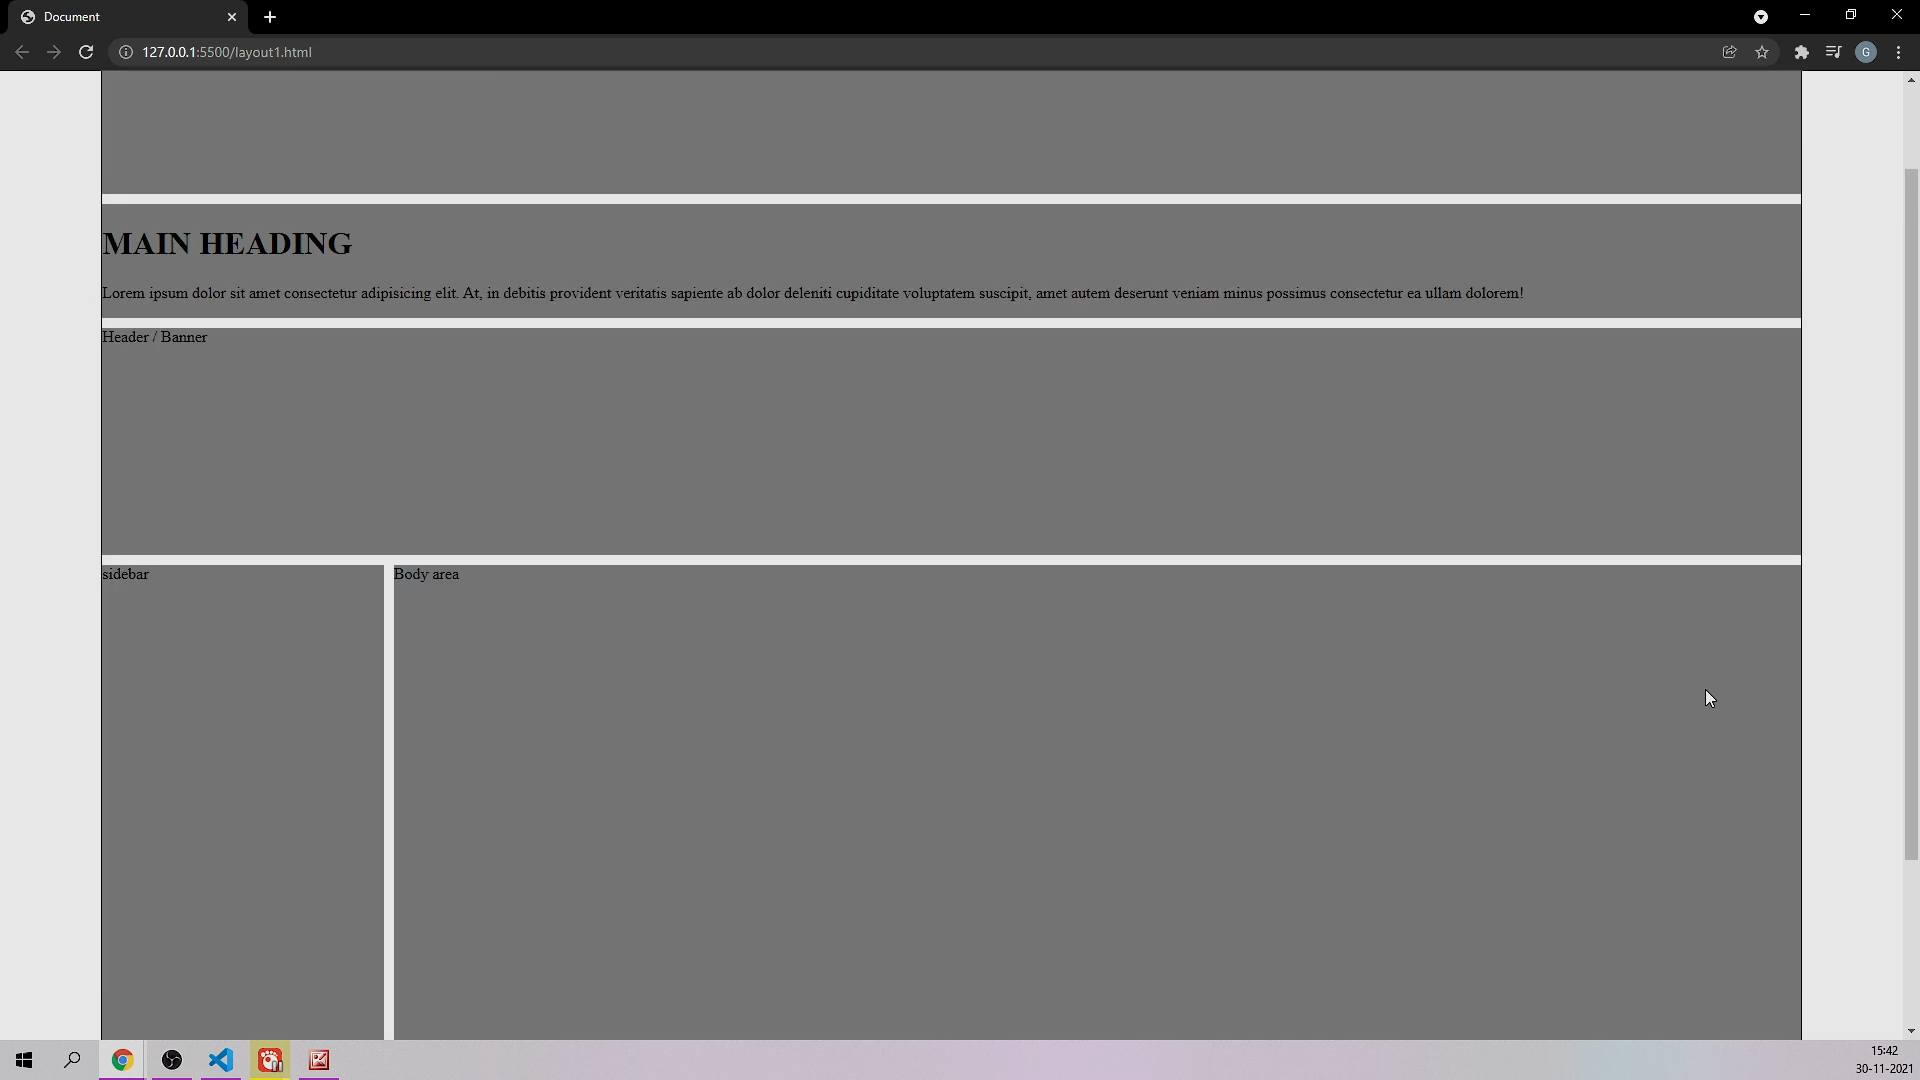 Document
127.0.0.1:5500/layout1.html
G
MAIN HEADING
Lorem ipsum dolor sit amet consectetur adipisicing elit. At, in debitis provident veritatis sapiente ab dolor deleniti cupiditate voluptatem suscipit, amet autem deserunt veniam minus possimus consectetur ea ullam dolorem!
Header / Banner
sidebar
Body area
15:42
30-11-2021